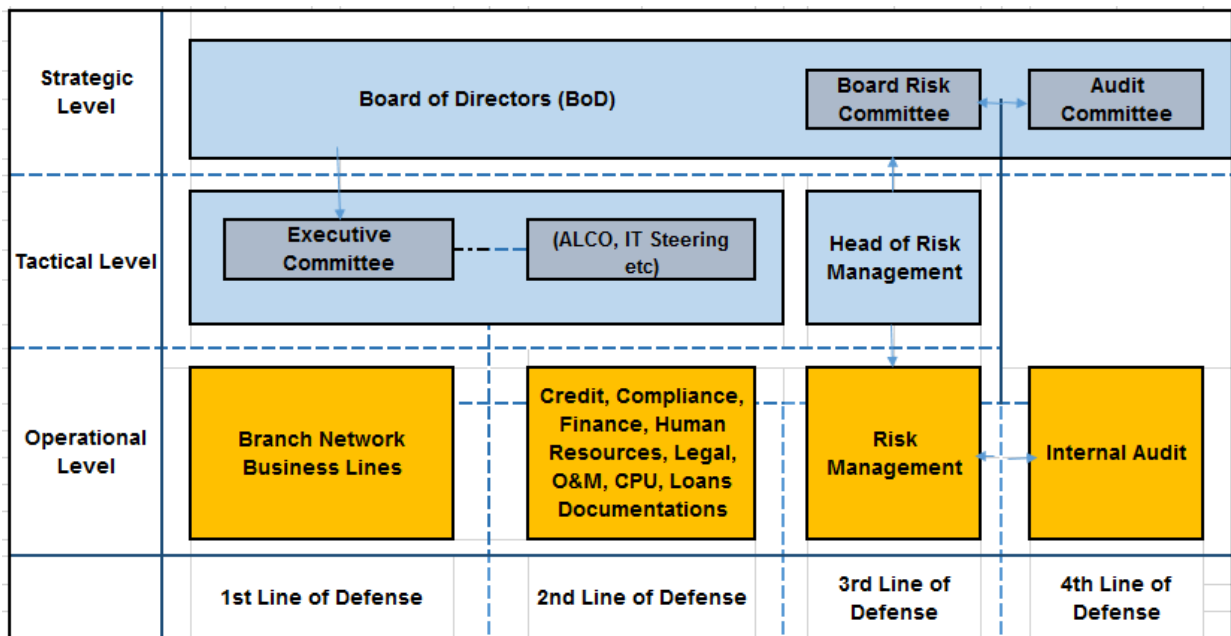 Strategic
Level
Board of Directors (BoD)
Board Risk
Committee
Audit
Committee
Tactical Level
Executive
Committee
(ALCO, IT Steering
etc)
Head of Risk
Management
Operational
Level
Branch Network
Business Lines
Credit, Compliance,
Finance, Human
Resources, Legal,
O&M, CPU, Loans
Documentations
Risk
Management
Internal Audit
1st Line of Defense
2nd Line of Defense
3rd Line of
Defense
4th Line of
Defense